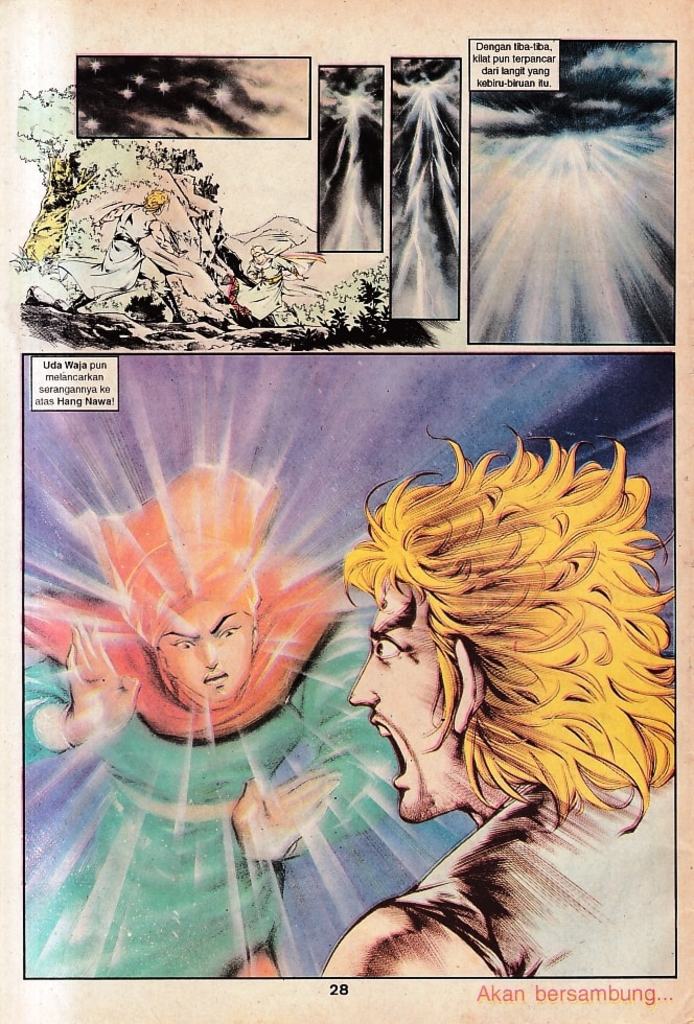 Dengan tiba-tiba,
kilat pun terpancar
dari langit yang
kebiru-biruan itu.
Uda Waja pun
melancarkan
serangannya ke
atas Hang Nawa!
28
Akan bersambung...